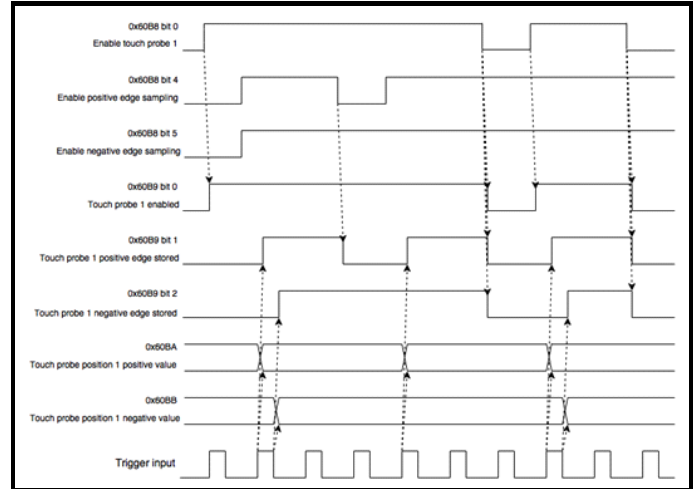 0x60B8 bit 0
Enable touch probe 1
0x60B8 bit 4
Enable positive edge sampling
0x60B8 bit 5
Enable negative edge sampling
0x60B9 bit 0
Touch probe 1 enabled
0x60B9 bit 1
Touch probe 1 positive edge stored
0x60B9 bit 2
Touch probe 1 negative edge stored
0x60BA
Touch probe position 1 positive value
0x60BB
Touch probe position 1 negative value
Trigger input